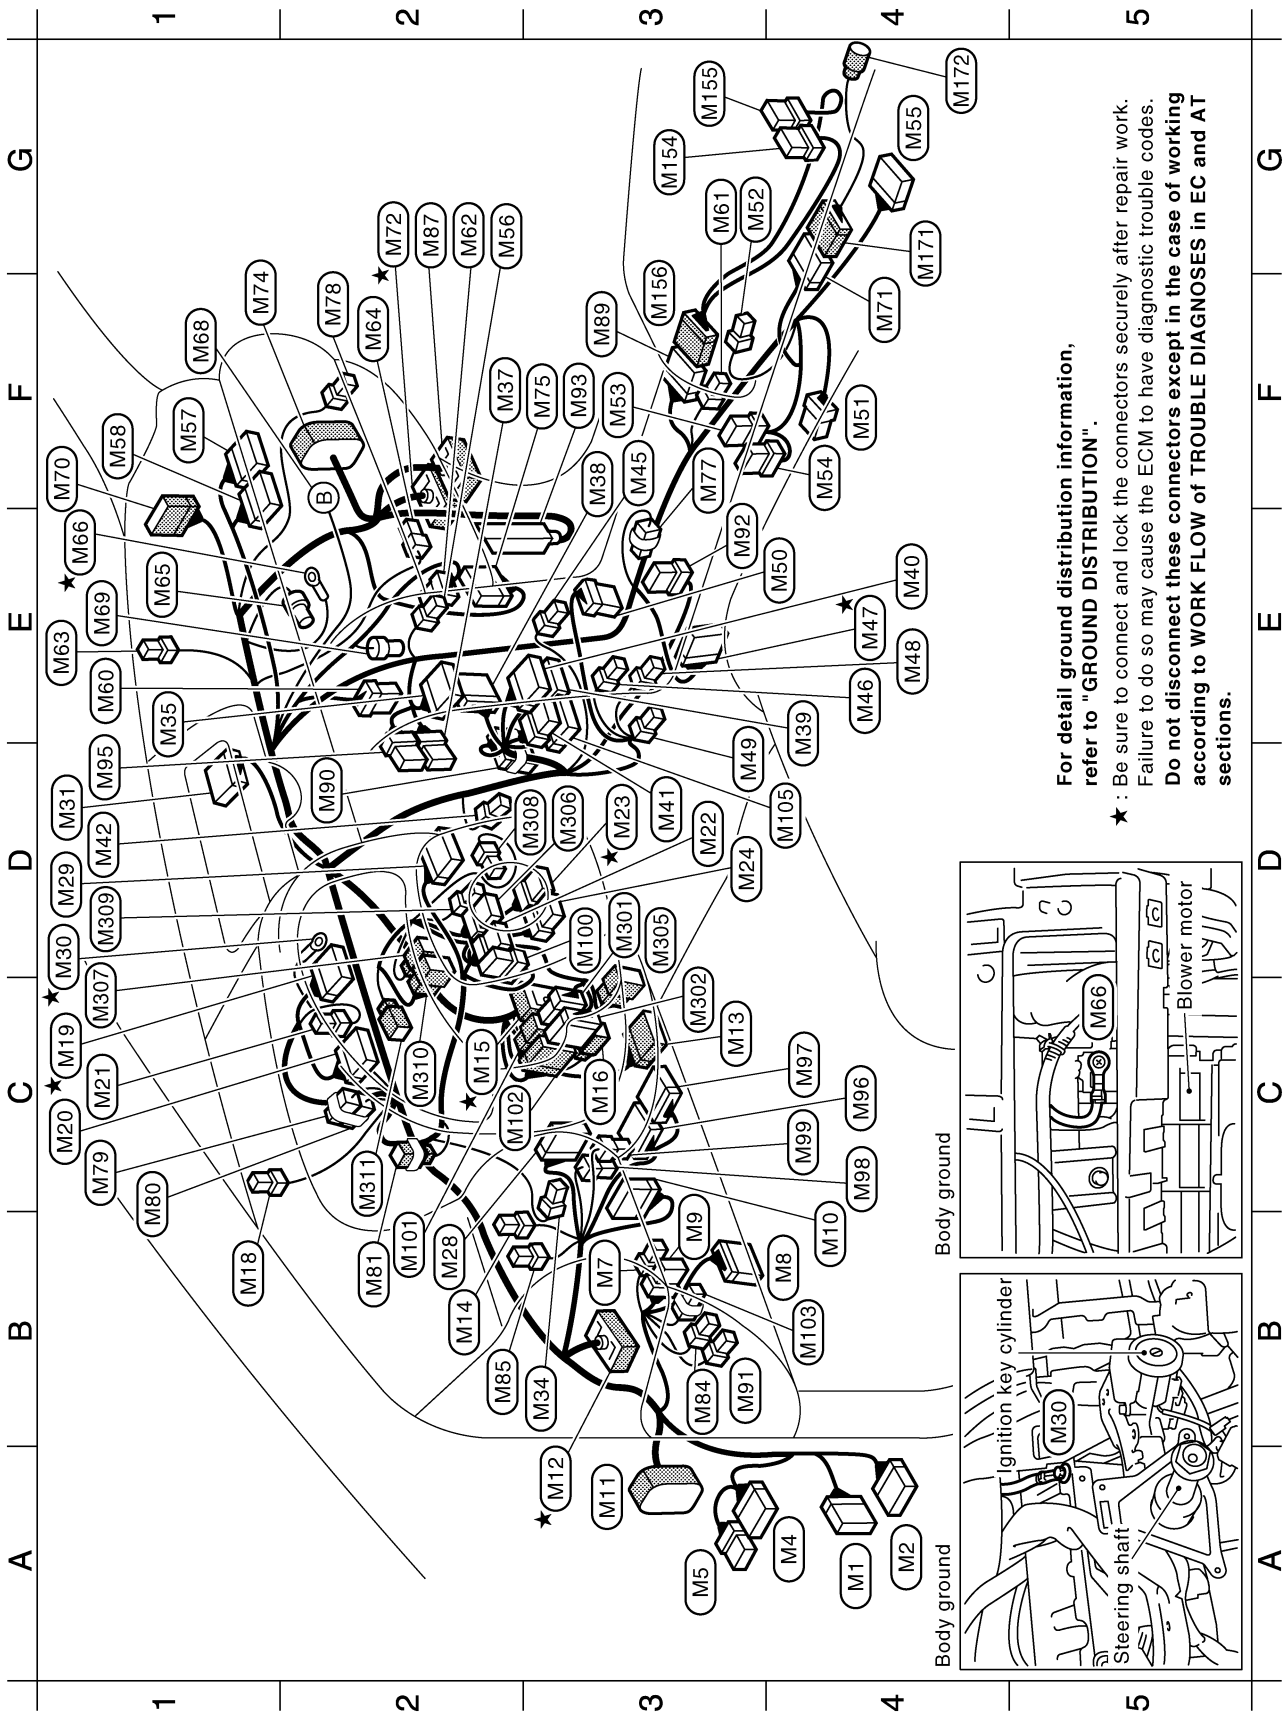 1
2
3
4
5
G
F
E
D
C
B
A
M70
M58
M57
M68
M74
M78
M64
★
M72
M87
M62
M56
M155
M154
M61
M52
M172
M55
M171
M71
M156
M89
M37
M75
M93
M53
M51
M54
M77
M38
M45
M92
M50
M40
★
M47
M48
M46
M39
M49
M105
M41
M63
★
M66
M65
M69
M60
M35
M95
M31
M42
M90
B
M29
M309
★
M30
M307
★
M19
M21
M20
M79
M80
M18
M308
M306
M23
★
M22
M24
M100
M301
M305
M302
M13
M97
M96
M99
M98
M10
M16
M15
★
M310
M102
M311
M81
M101
M28
M14
M85
M34
M7
M9
M8
M103
M84
M91
★
M12
M11
M5
M4
M1
M2
For detail ground distribution information,
refer to "GROUND DISTRIBUTION".
★ : Be sure to connect and lock the connectors securely after repair work.
Failure to do so may cause the ECM to have diagnostic trouble codes.
Do not disconnect these connectors except in the case of working
according to WORK FLOW of TROUBLE DIAGNOSES in EC and AT
sections.
Body ground
M66
Blower motor
Body ground
Ignition key cylinder
M30
Steering shaft
1
2
3
4
5
G
F
E
D
C
B
A